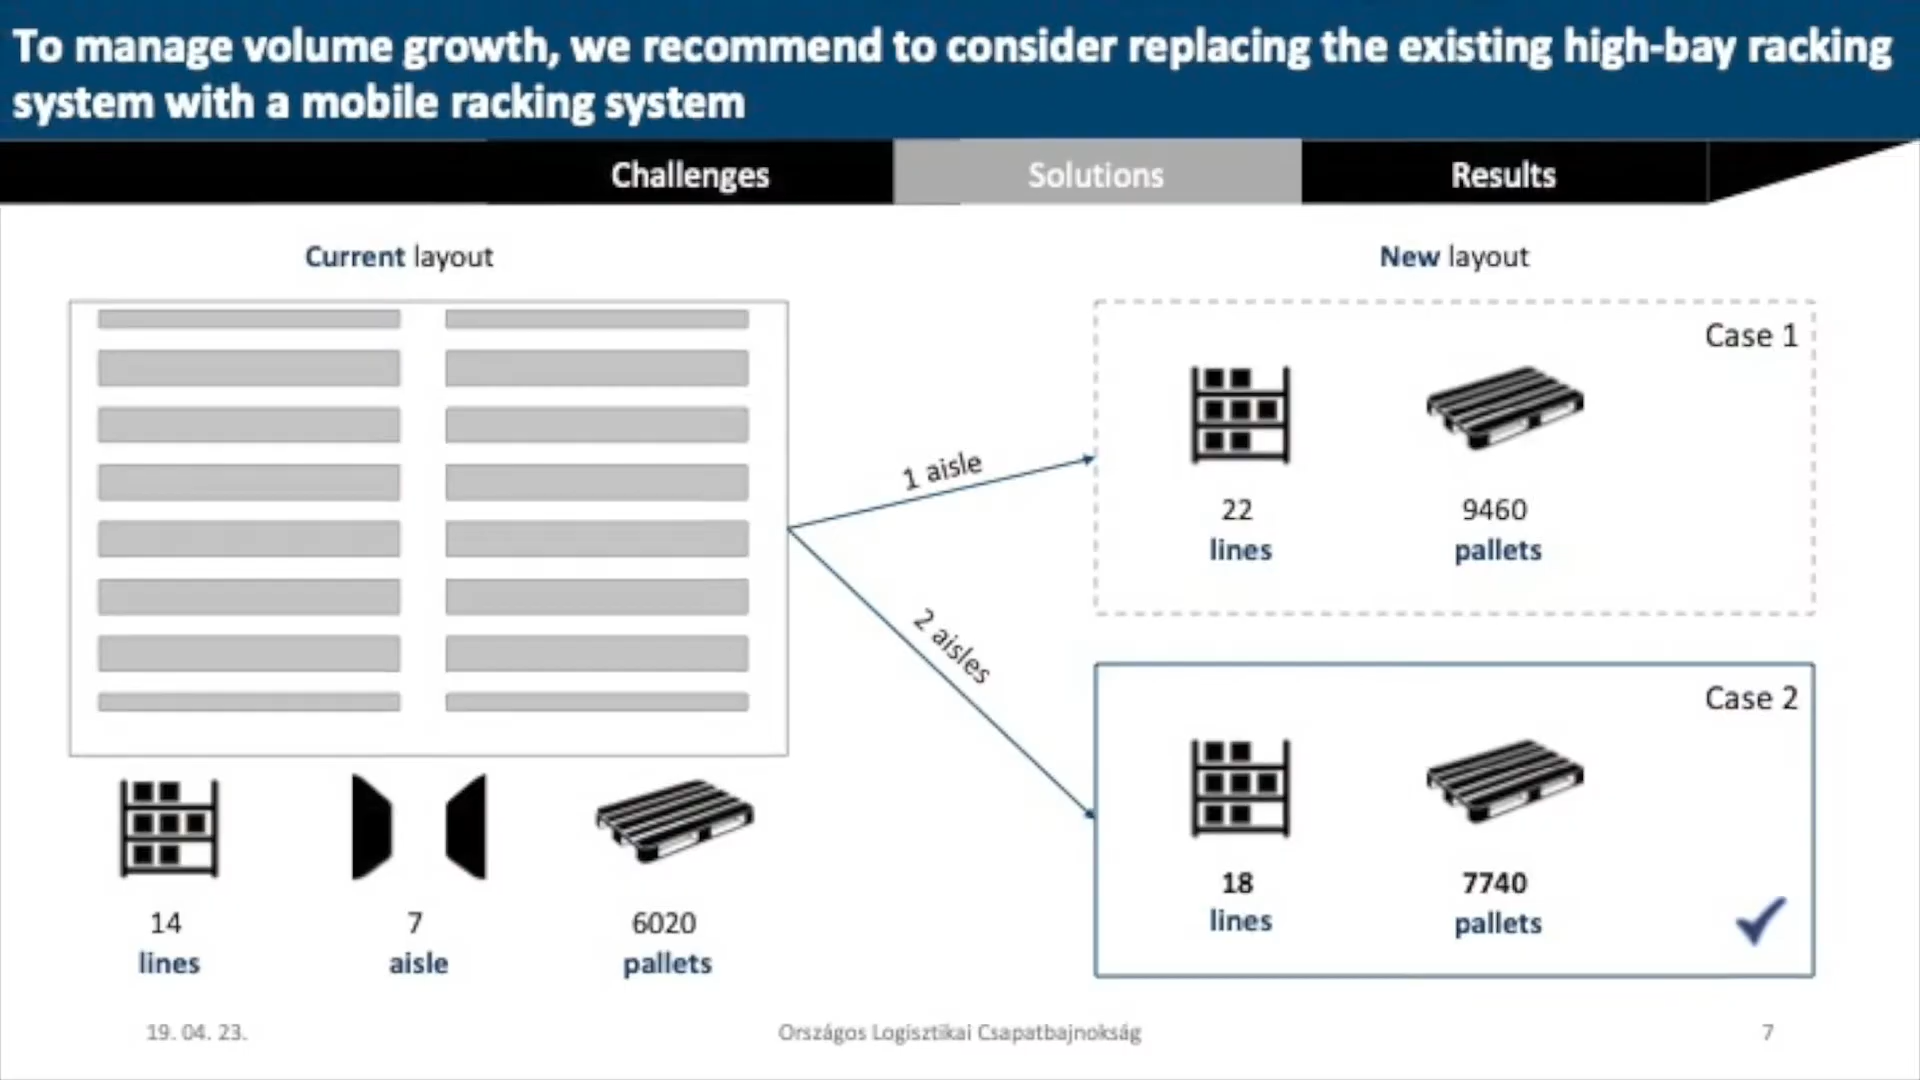 To manage volume growth, we recommend to consider replacing the existing high-bay racking
system with a mobile racking system
Challenges
Solutions
Results
Current layout
New layout
Case 1
1 aisle
22
lines
9460
pallets
2 aisles
Case 2
18
lines
7740
pallets
14
lines
7
aisle
6020
pallets
19. 04. 23.
Országos Logisztikai Csapatbajnokság
7